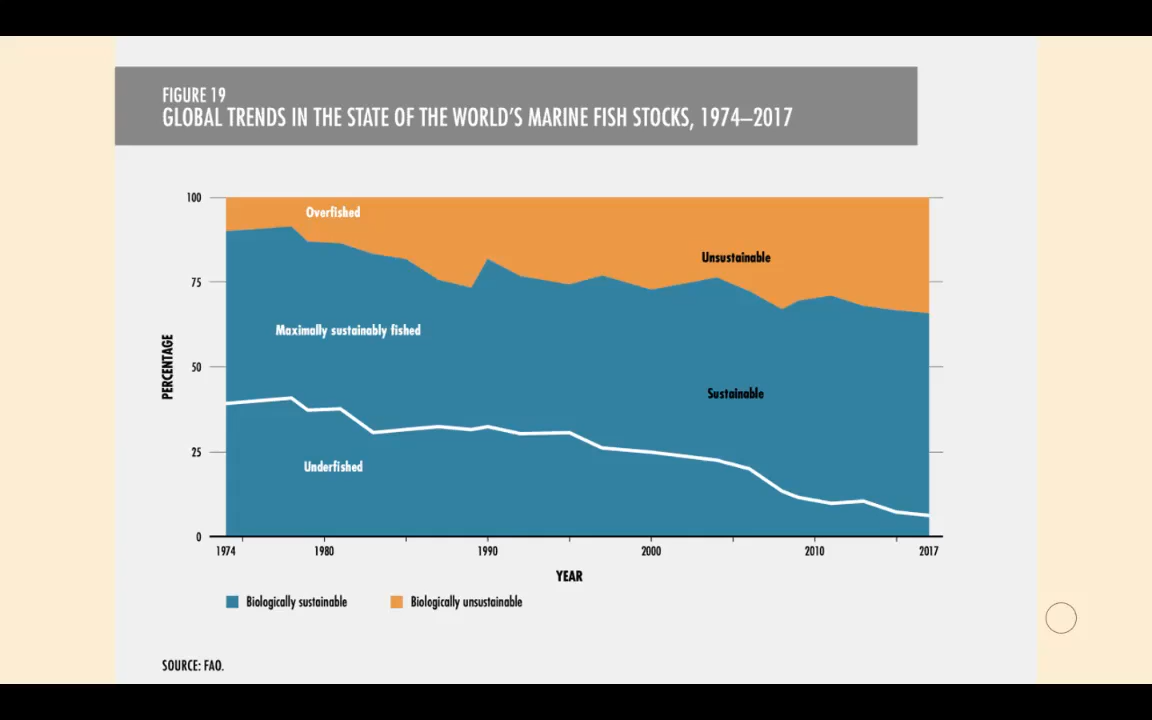 FIGURE 19
GLOBAL TRENDS IN THE STATE OF THE WORLD'S MARINE FISH STOCKS, 1974–2017
100
Overfished
Unsustainable
75
Maximally sustainably fished
PERCENTAGE
50
Sustainable
25
Underfished
0
1974 1980 1990 2000 2010 2017
YEAR
Biologically sustainable Biologically unsustainable
SOURCE: FAO.